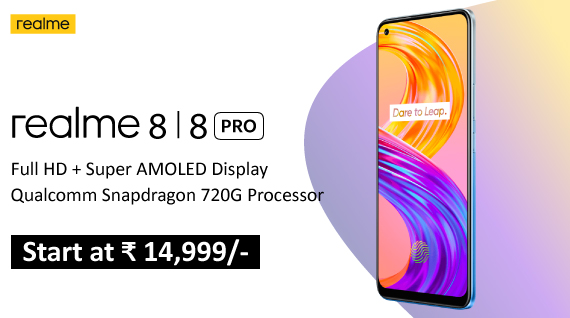 realme
realme 8 | 8 PRO
Full HD + Super AMOLED Display
Qualcomm Snapdragon 720G Processor
Start at ₹ 14,999/-
Dare to Leap.